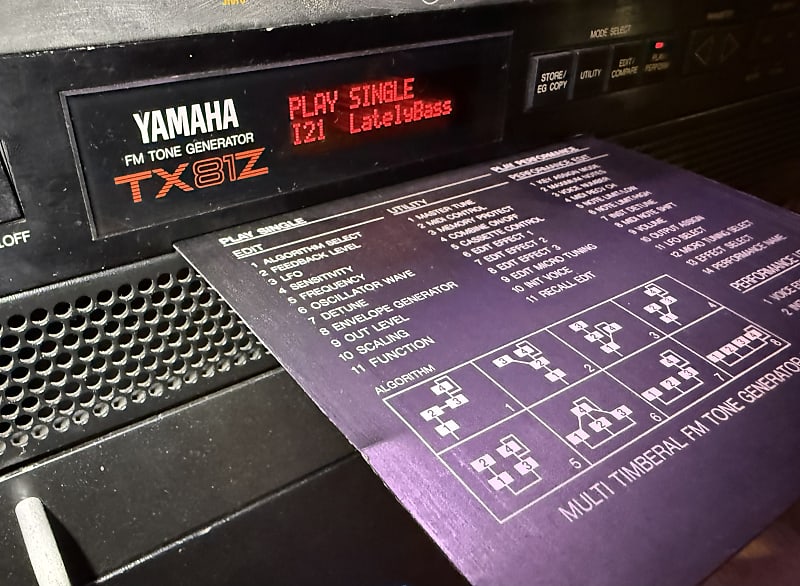 MODE SELECT
STORE/
EG COPY
UTILITY
EDIT/
COMPARE
YAMAHA
FM TONE GENERATOR
TX81Z
PLAY SINGLE
I21 LatelyBass
PLAY SINGLE
EDIT
1 ALGORITHM SELECT
2 FEEDBACK LEVEL
3 LFO
4 SENSITIVITY
5 FREQUENCY
6 OSCILLATOR WAVE
7 DETUNE
8 ENVELOPE GENERATOR
9 OUT LEVEL
10 SCALING
11 FUNCTION
UTILITY
1 MASTER TUNE
2 MIDI CONTROL
3 MEMORY PROTECT
4 COMBINE ON/OFF
5 CASSETTE CONTROL
6 EDIT EFFECT 1
7 EDIT EFFECT 2
8 EDIT EFFECT 3
9 EDIT MICRO TUNING
10 INIT VOICE
11 RECALL EDIT
PLAY PERFORMANCE
PERFORMANCE EDIT
1 KEY ASSIGN MODE
2 MAXIMUM NOTES
3 VOICE NUMBER
4 MIDI RECV CH
5 NOTE LIMIT/LOW
6 NOTE LIMIT/HIGH
7 INST DETUNE
8 MIDI NOTE SHIFT
9 VOLUME
10 OUTPUT ASSIGN
11 LFO SELECT
12 MICRO TUNING SELECT
13 EFFECT SELECT
14 PERFORMANCE NAME
ALGORITHM
1
2
3
4
5
6
7
8
MULTI TIMBERAL FM TONE GENERATOR